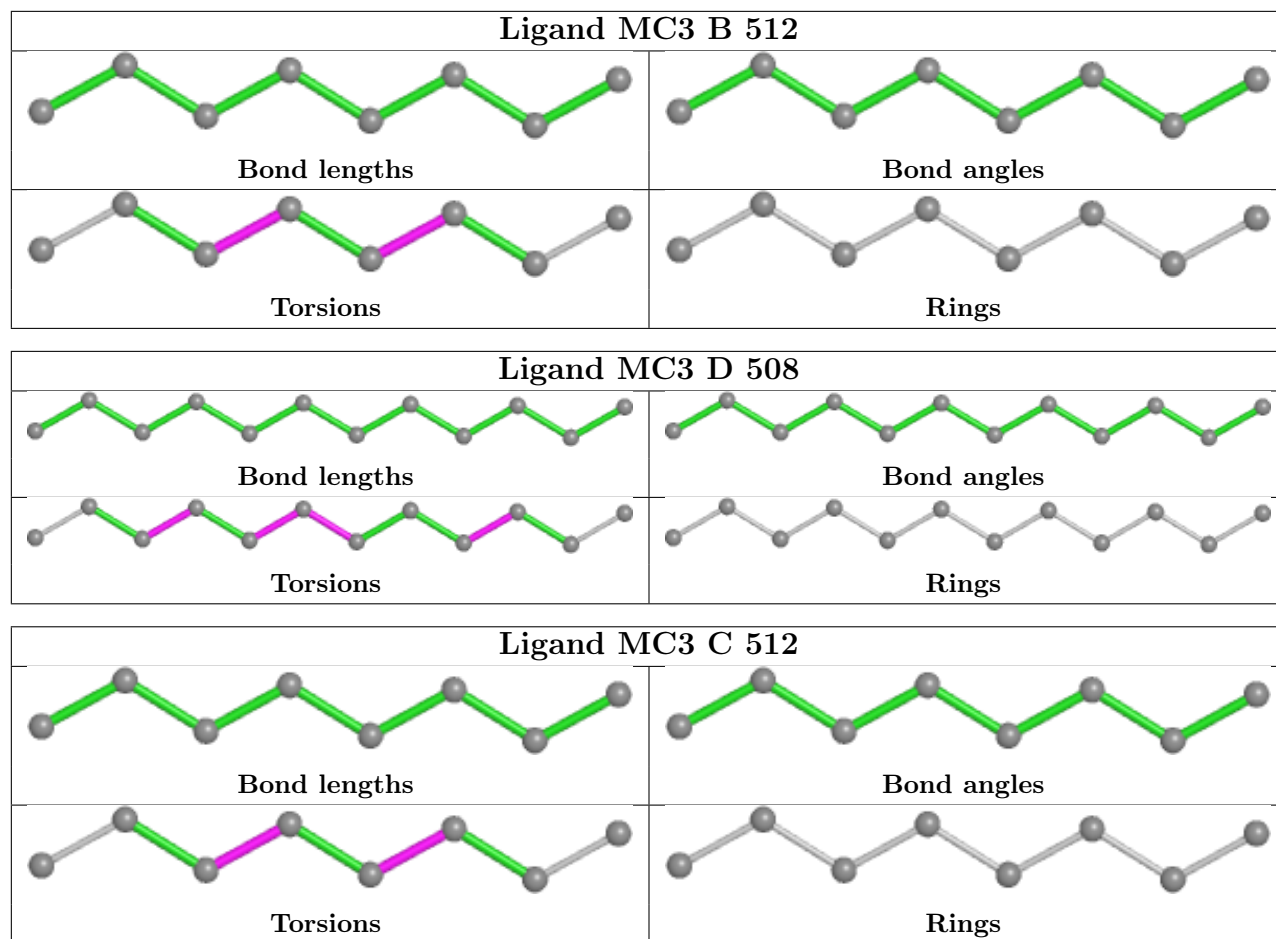 Ligand MC3 B 512
Bond lengths Bond angles
Torsions Rings
Ligand MC3 D 508
Bond lengths Bond angles
Torsions Rings
Ligand MC3 C 512
Bond lengths Bond angles
Torsions Rings